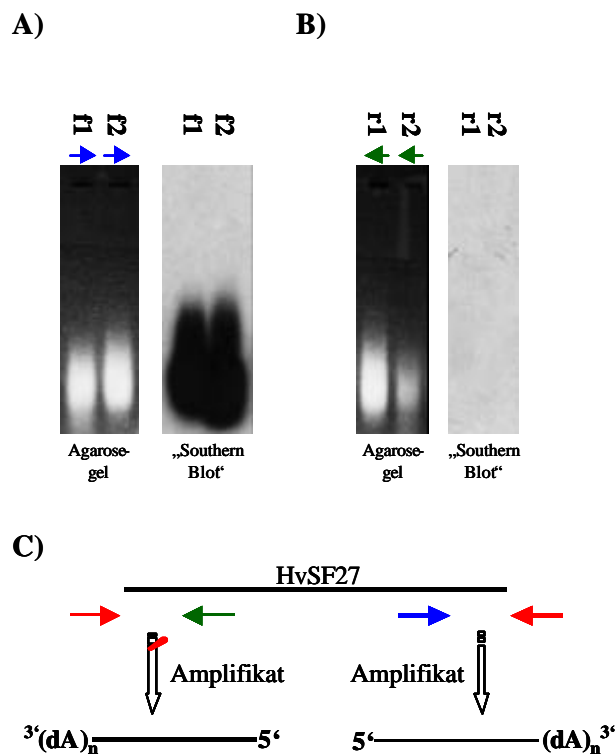 A)
B)
f1 f2 f1 f2
r1 r2 r1 r2
Agarose-
gel
„Southern
Blot“
Agarose-
gel
„Southern
Blot“
C)
HvSF27
Amplifikat
Amplifikat
3‘(dA)n 5‘
5‘ (dA)n 3‘